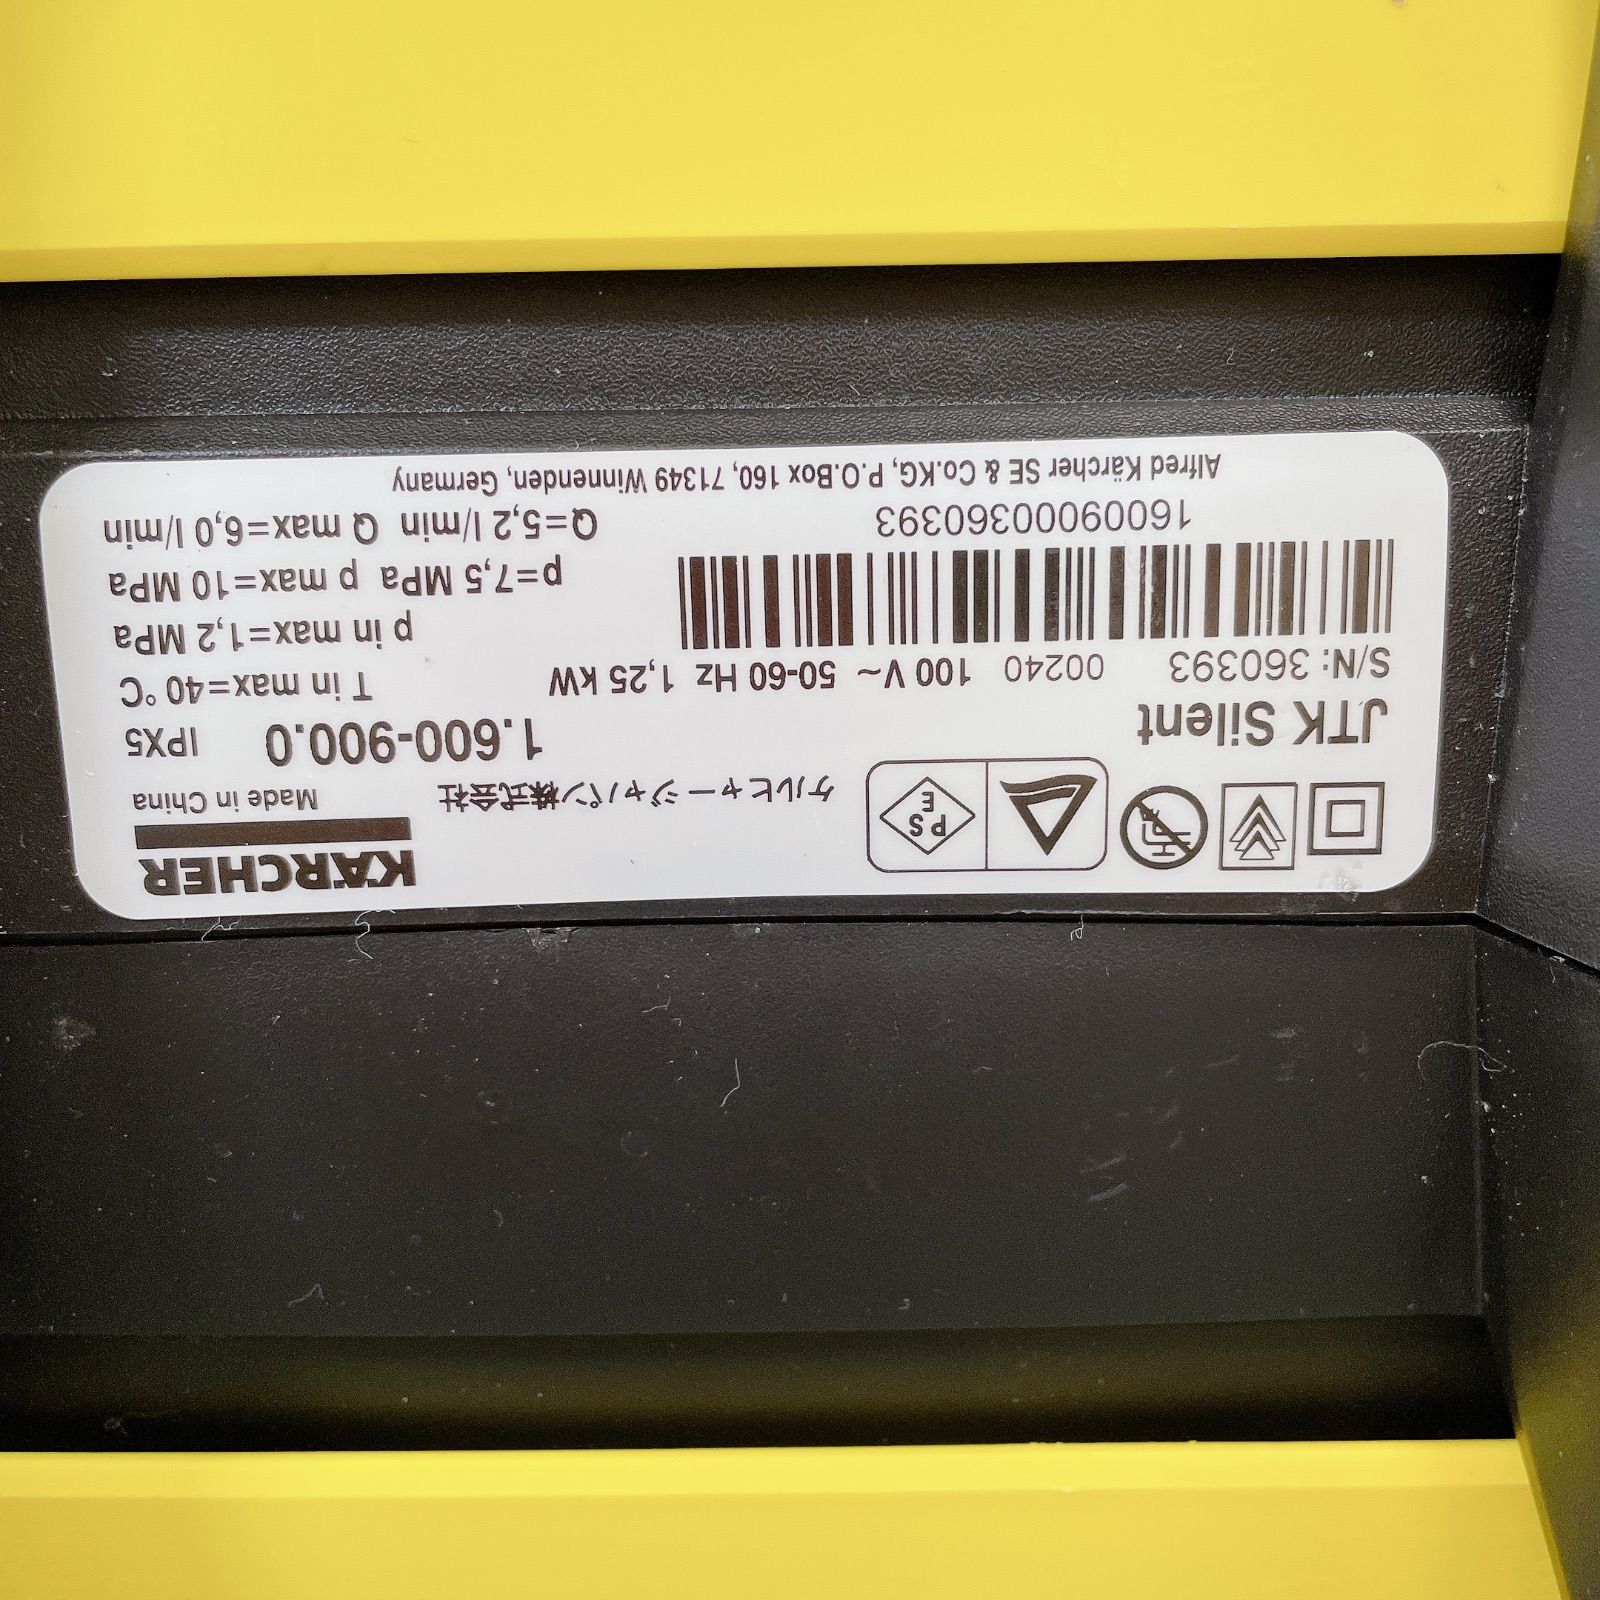 KÄRCHER
Made in China
ケルヒャー ジャパン株式会社
P S
E
JTK Silent
1.600-900.0
IPX5
S/N: 360393 00240 100 V~ 50-60 Hz 1,25 kW
T in max=40 °C
p in max=1,2 MPa
p=7,5 MPa p max=10 MPa
16009000360393
Q=5,2 l/min Q max=6,0 l/min
Alfred Kärcher SE & Co.KG, P.O.Box 160, 71349 Winnenden, Germany